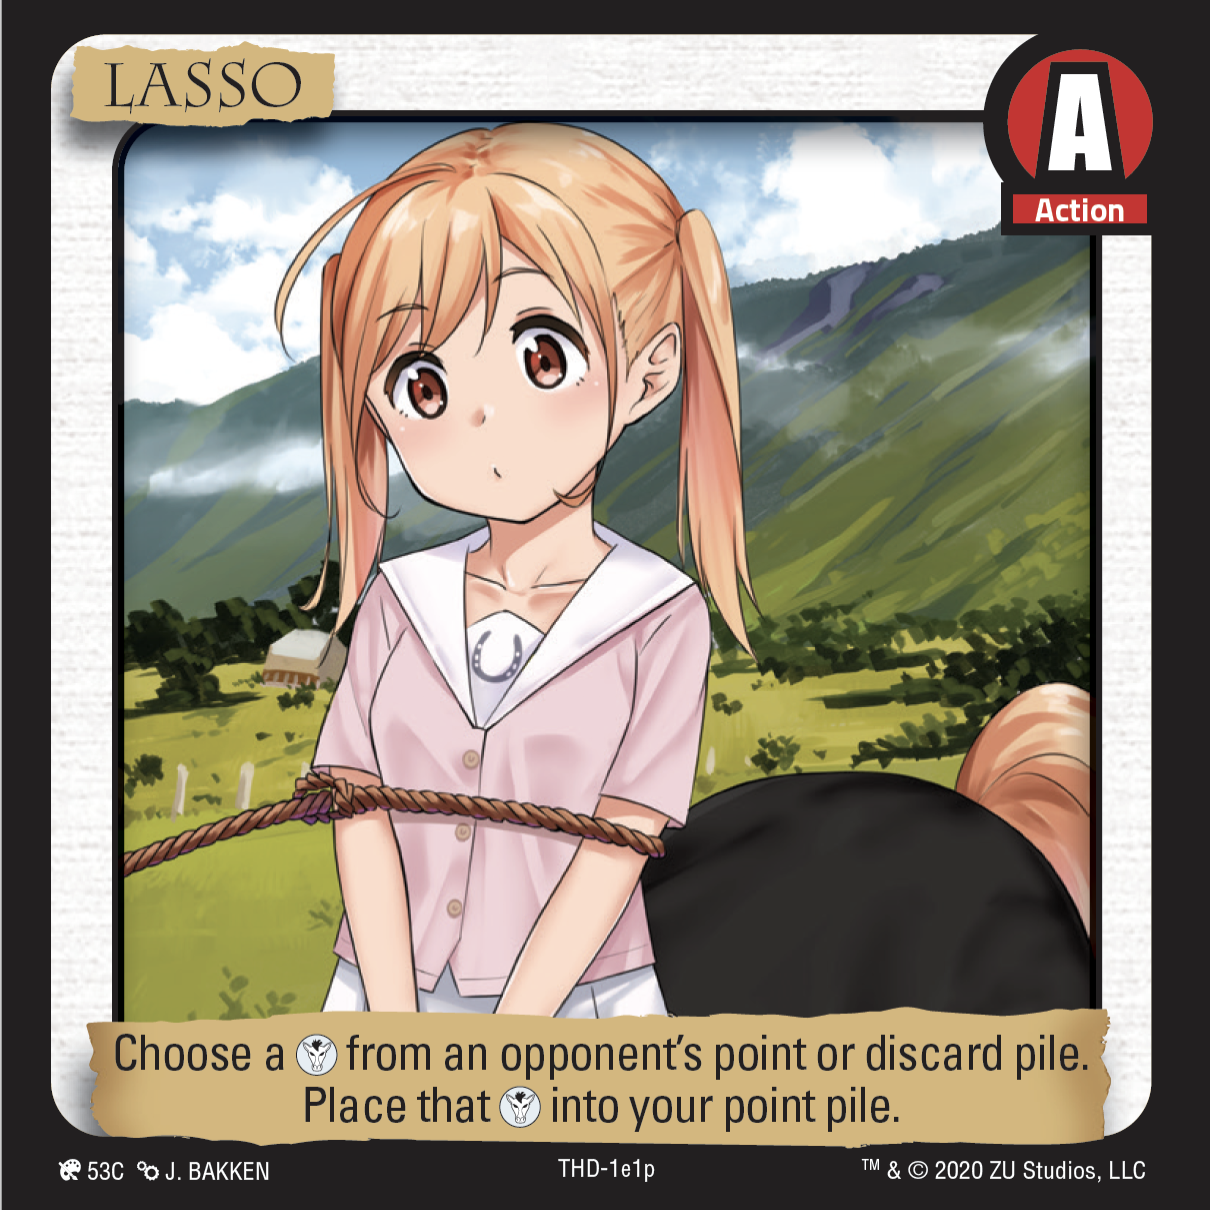 LASSO
A
Action
Choose a from an opponent's point or discard pile.
Place that into your point pile.
53C J. BAKKEN
THD-1e1p
™ & © 2020 ZU Studios, LLC